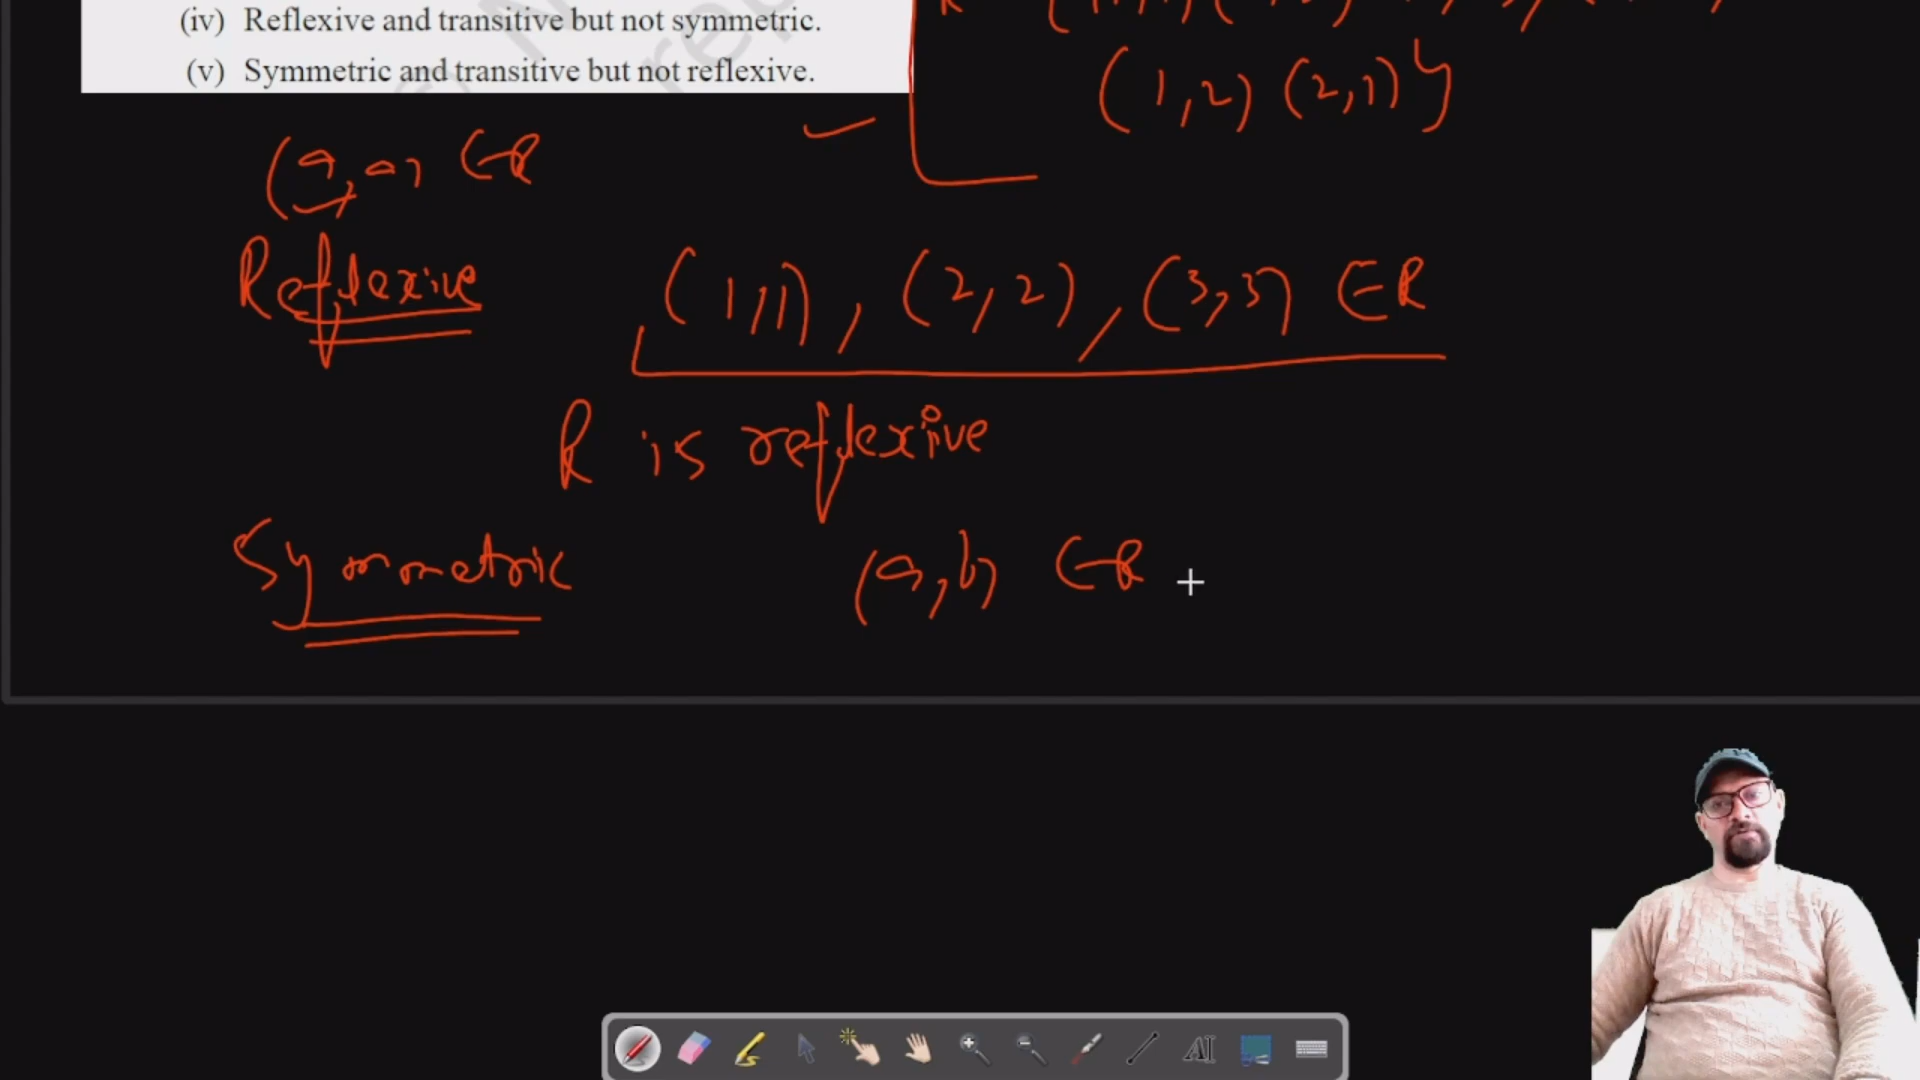 (iv) Reflexive and transitive but not symmetric.
(v) Symmetric and transitive but not reflexive.
(1,2) (2,1)}
(a,a) ∈R
Reflexive
(1,1), (2,2), (3,3) ∈R
R is reflexive
Symmetric
(a,b) ∈R
AI